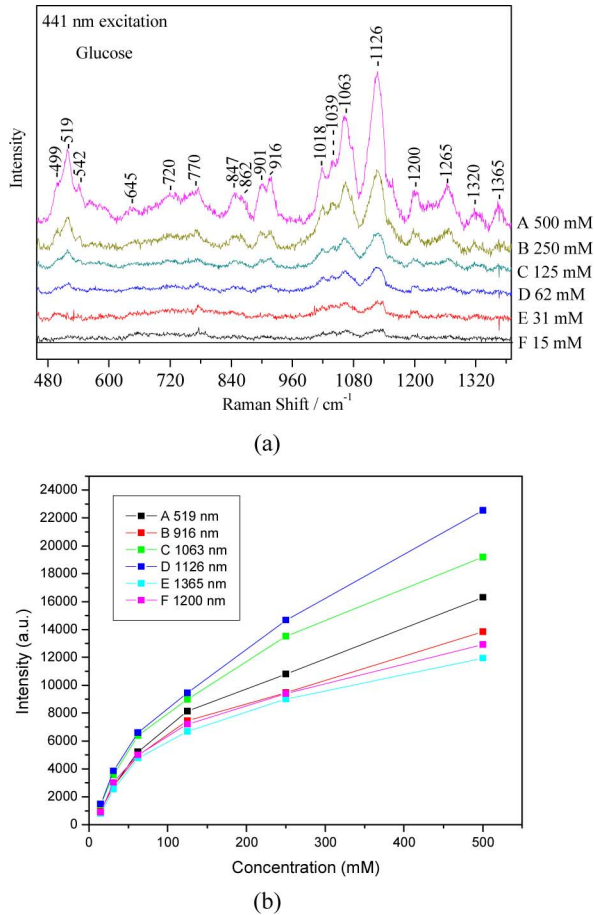 441 nm excitation
Glucose
Intensity
499
519
542
645
720
770
847
862
901
916
1018
1039
1063
1126
1200
1265
1320
1365
A 500 mM
B 250 mM
C 125 mM
D 62 mM
E 31 mM
F 15 mM
480 600 720 840 960 1080 1200 1320
Raman Shift / cm⁻¹
(a)
24000
22000
20000
18000
16000
14000
12000
10000
8000
6000
4000
2000
0
Intensity (a.u.)
A 519 nm
B 916 nm
C 1063 nm
D 1126 nm
E 1365 nm
F 1200 nm
0 100 200 300 400 500
Concentration (mM)
(b)